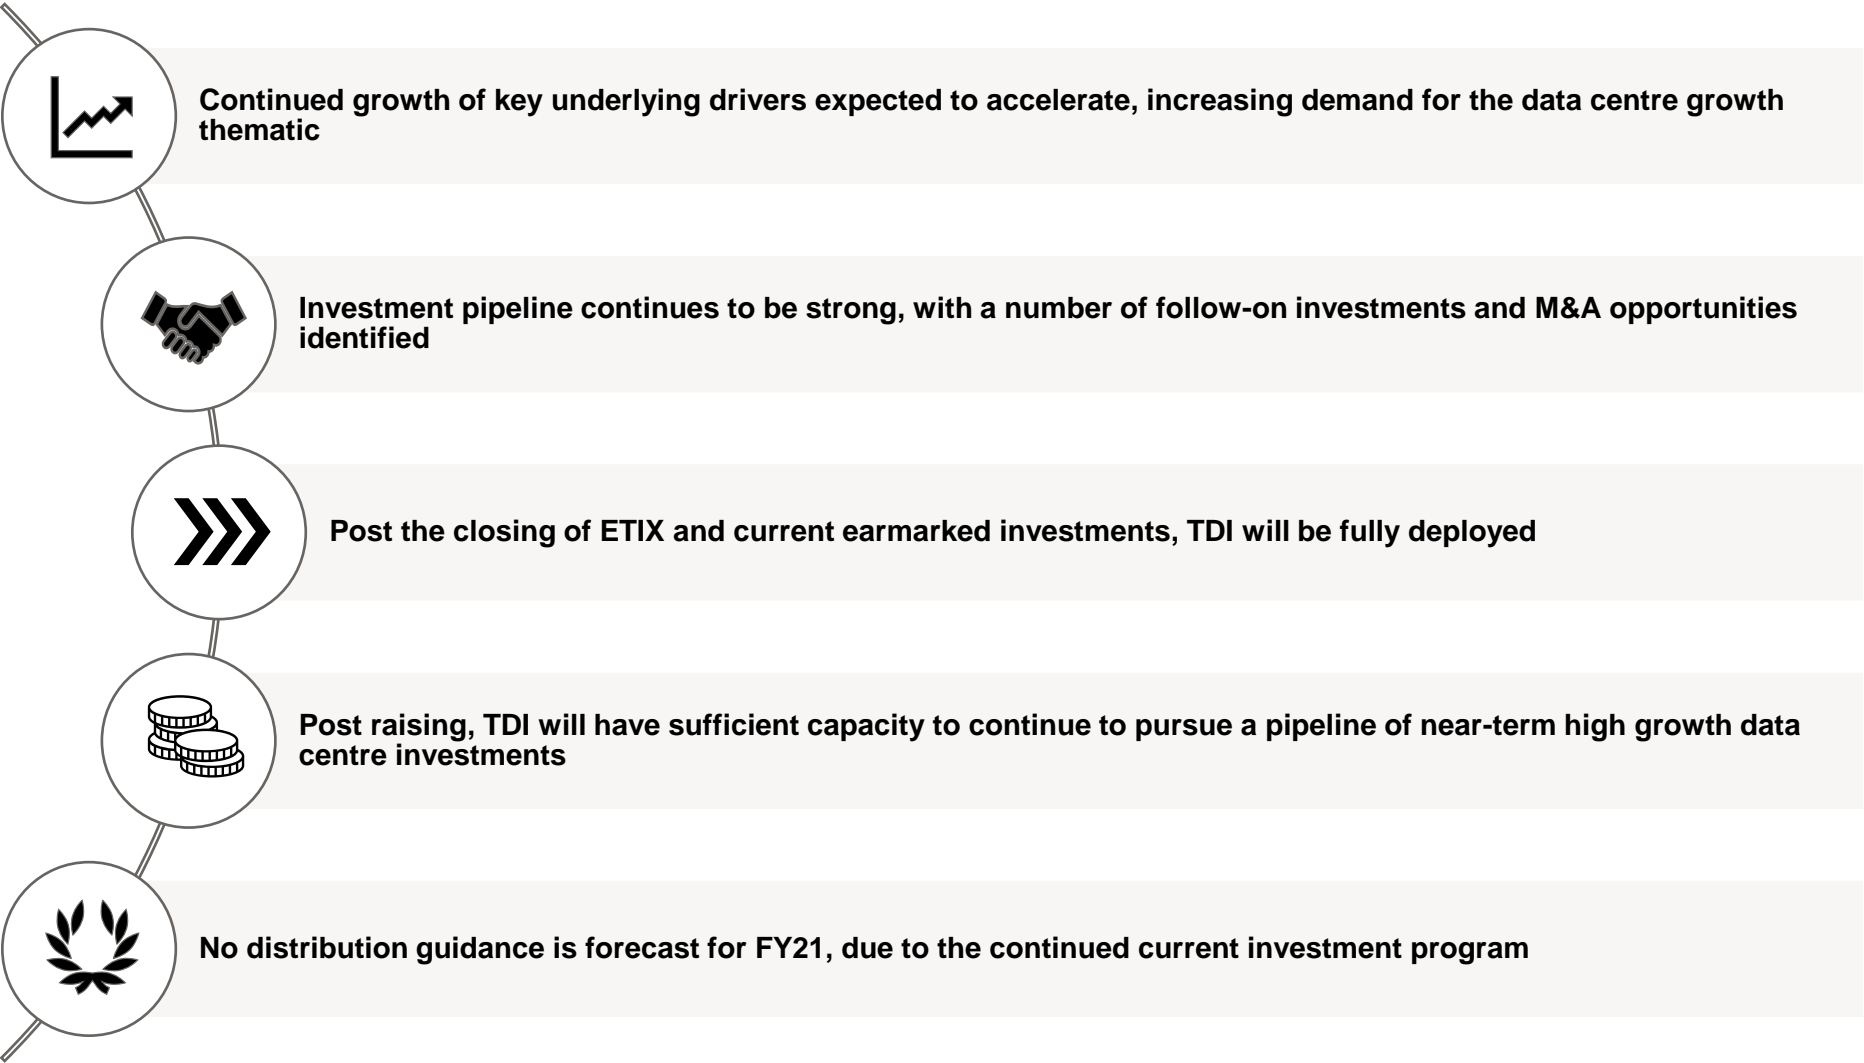 Continued growth of key underlying drivers expected to accelerate, increasing demand for the data centre growth
thematic
Investment pipeline continues to be strong, with a number of follow-on investments and M&A opportunities
identified
Post the closing of ETIX and current earmarked investments, TDI will be fully deployed
Post raising, TDI will have sufficient capacity to continue to pursue a pipeline of near-term high growth data
centre investments
No distribution guidance is forecast for FY21, due to the continued current investment program